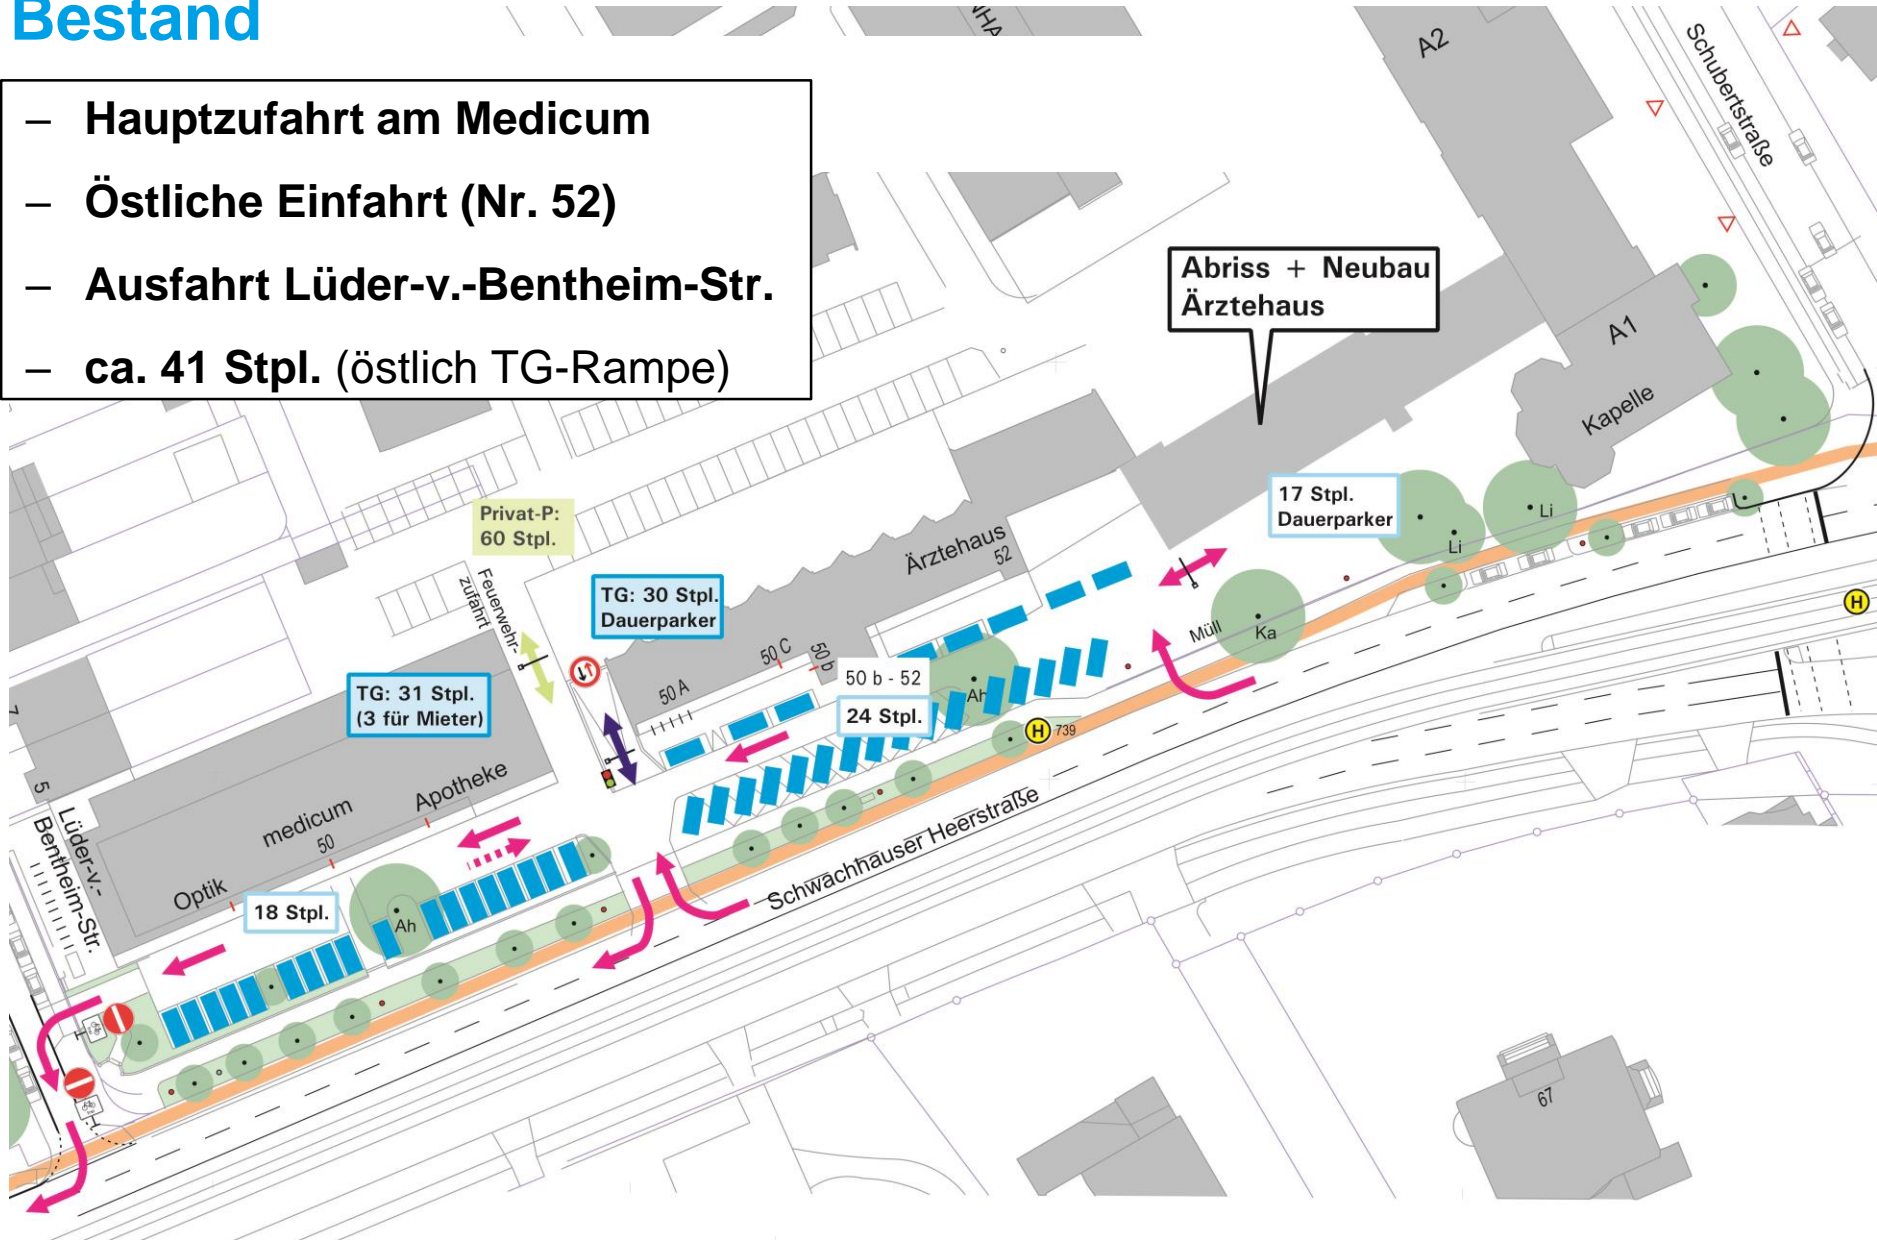 Bestand
– Hauptzufahrt am Medicum
– Östliche Einfahrt (Nr. 52)
– Ausfahrt Lüder-v.-Bentheim-Str.
– ca. 41 Stpl. (östlich TG-Rampe)
A2
Schubertstraße
Abriss + Neubau
Ärztehaus
A1
Kapelle
17 Stpl.
Dauerparker
Li
Li
Privat-P:
60 Stpl.
Feuerwehr-
zufahrt
Ärztehaus
52
TG: 30 Stpl.
Dauerparker
H
Müll
Ka
50 C
50 b
50 A
50 b - 52
24 Stpl.
Ah
TG: 31 Stpl.
(3 für Mieter)
H 739
5
Lüder-v.-
Bentheim-Str.
medicum
50
Apotheke
Optik
18 Stpl.
Ah
Schwachhauser Heerstraße
67